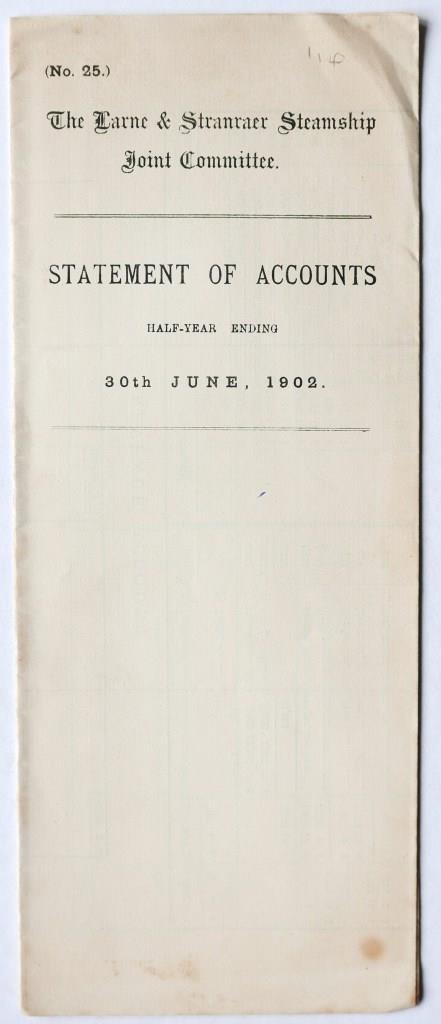 (No. 25.)
The Larne & Stranraer Steamship
Joint Committee.
STATEMENT OF ACCOUNTS
HALF-YEAR ENDING
30th JUNE, 1902.